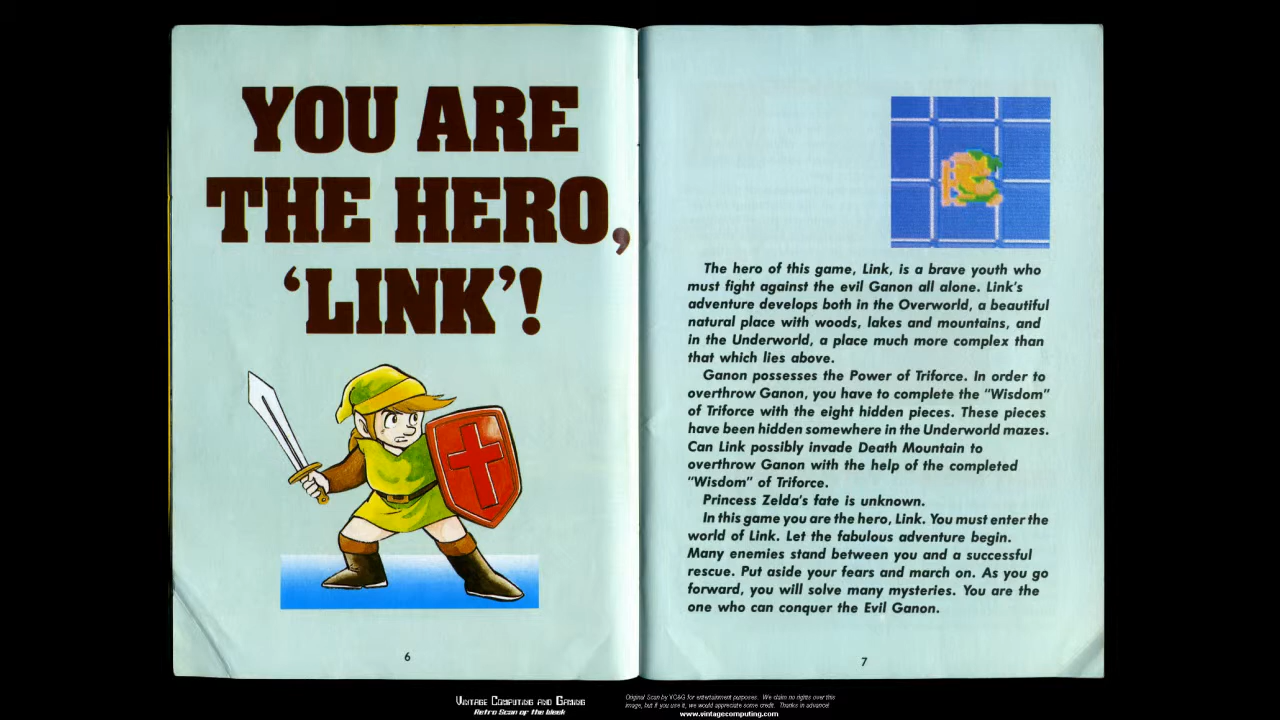 YOU ARE
THE HERO,
‘LINK’!
6
The hero of this game, Link, is a brave youth who
must fight against the evil Ganon all alone. Link's
adventure develops both in the Overworld, a beautiful
natural place with woods, lakes and mountains, and
in the Underworld, a place much more complex than
that which lies above.
Ganon possesses the Power of Triforce. In order to
overthrow Ganon, you have to complete the "Wisdom"
of Triforce with the eight hidden pieces. These pieces
have been hidden somewhere in the Underworld mazes.
Can Link possibly invade Death Mountain to
overthrow Ganon with the help of the completed
"Wisdom" of Triforce.
Princess Zelda's fate is unknown.
In this game you are the hero, Link. You must enter the
world of Link. Let the fabulous adventure begin.
Many enemies stand between you and a successful
rescue. Put aside your fears and march on. As you go
forward, you will solve many mysteries. You are the
one who can conquer the Evil Ganon.
7
Vintage Computing and Gaming
Retro Scan of the Week
Original Scan by VC&G for entertainment purposes. We claim no rights over this
image, but if you use it, we would appreciate some credit. Thanks in advance!
www.vintagecomputing.com